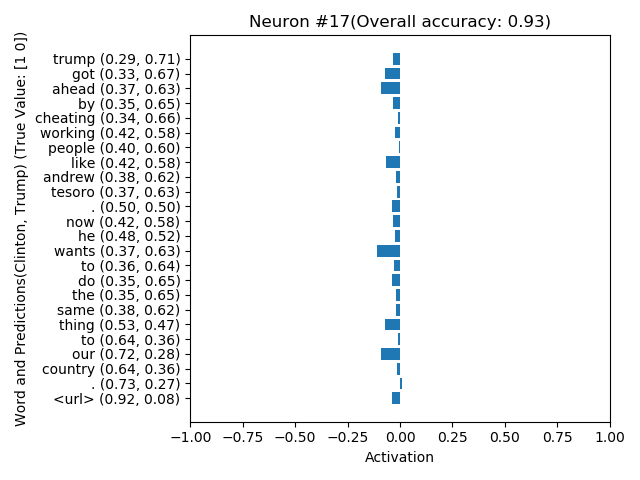 Neuron #17(Overall accuracy: 0.93)
Word and Predictions(Clinton, Trump) (True Value: [1 0])
trump (0.29, 0.71)
got (0.33, 0.67)
ahead (0.37, 0.63)
by (0.35, 0.65)
cheating (0.34, 0.66)
working (0.42, 0.58)
people (0.40, 0.60)
like (0.42, 0.58)
andrew (0.38, 0.62)
tesoro (0.37, 0.63)
. (0.50, 0.50)
now (0.42, 0.58)
he (0.48, 0.52)
wants (0.37, 0.63)
to (0.36, 0.64)
do (0.35, 0.65)
the (0.35, 0.65)
same (0.38, 0.62)
thing (0.53, 0.47)
to (0.64, 0.36)
our (0.72, 0.28)
country (0.64, 0.36)
. (0.73, 0.27)
<url> (0.92, 0.08)
−1.00 −0.75 −0.50 −0.25 0.00 0.25 0.50 0.75 1.00
Activation